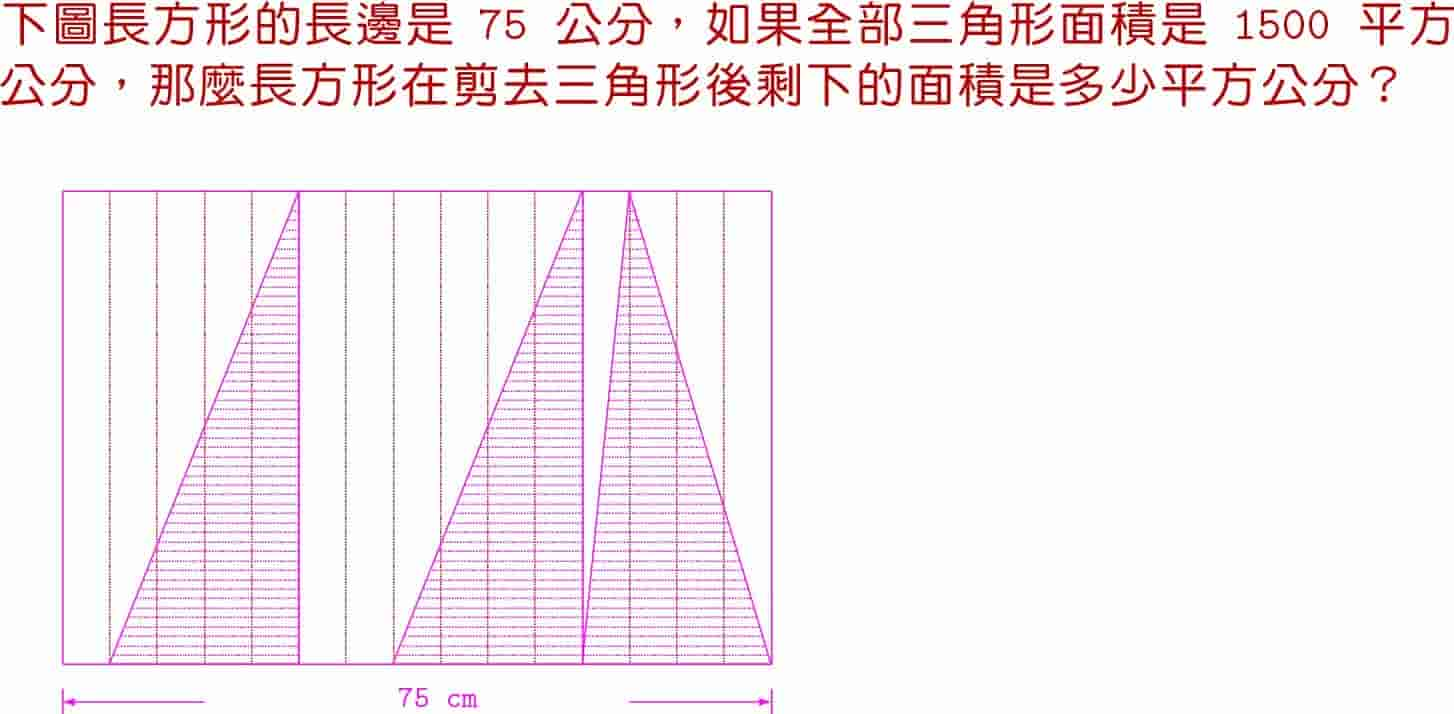 下圖長方形的長邊是 75 公分，如果全部三角形面積是 1500 平方
公分，那麼長方形在剪去三角形後剩下的面積是多少平方公分？
75 cm